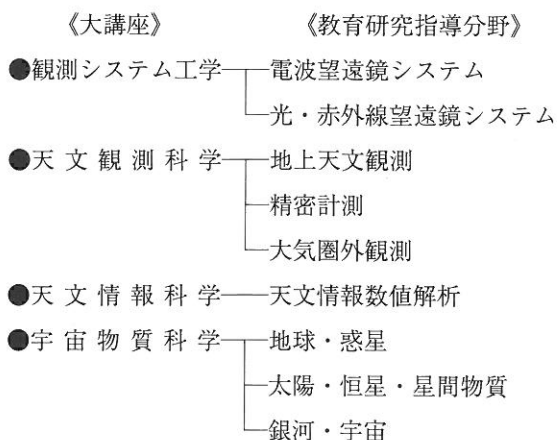 《大講座》 《教育研究指導分野》
●観測システム工学 電波望遠鏡システム
光・赤外線望遠鏡システム
●天文観測科学 地上天文観測
精密計測
大気圏外観測
●天文情報科学 天文情報数値解析
●宇宙物質科学 地球・惑星
太陽・恒星・星間物質
銀河・宇宙